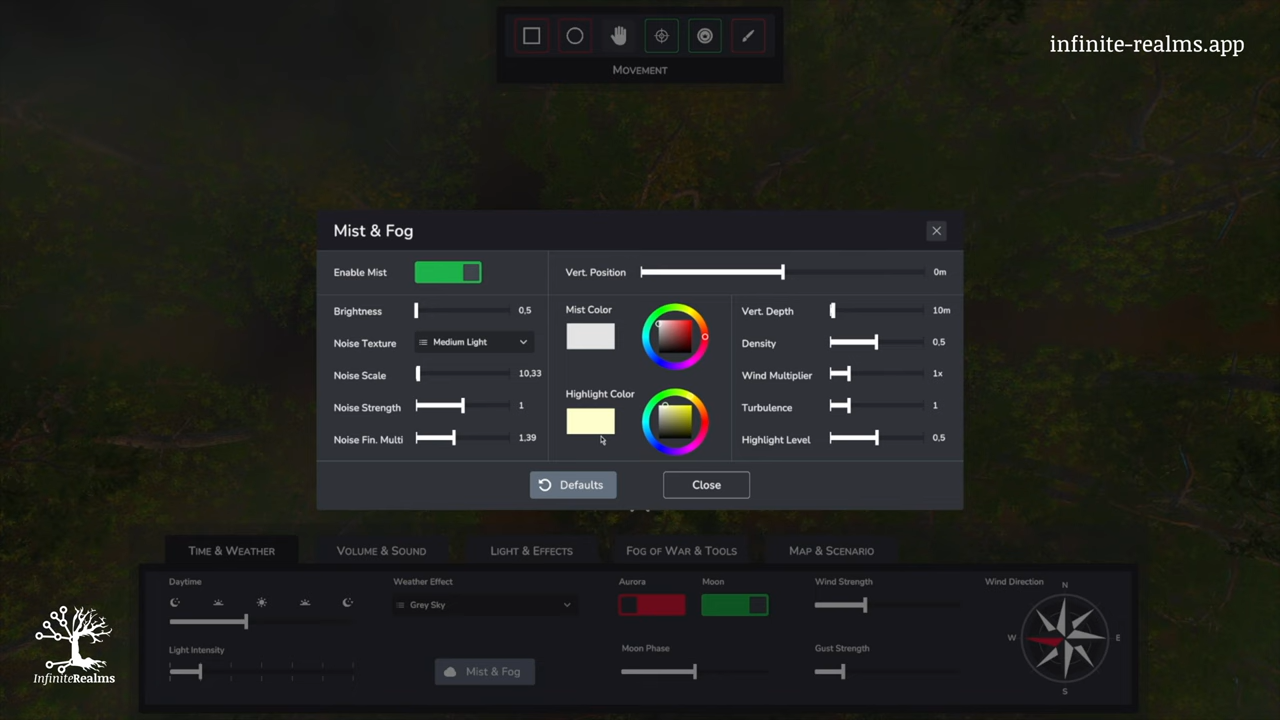 infinite-realms.app
MOVEMENT
Mist & Fog
Enable Mist
Vert. Position
0m
Brightness
0,5
Noise Texture
Medium Light
Noise Scale
10,33
Noise Strength
1
Noise Fin. Multi
1,39
Mist Color
Highlight Color
Vert. Depth
10m
Density
0,5
Wind Multiplier
1x
Turbulence
1
Highlight Level
0,5
Defaults
Close
TIME & WEATHER
VOLUME & SOUND
LIGHT & EFFECTS
FOG OF WAR & TOOLS
MAP & SCENARIO
Daytime
Weather Effect
Grey Sky
Aurora
Moon
Wind Strength
Wind Direction
N
W
E
S
Light Intensity
Mist & Fog
Moon Phase
Gust Strength
InfiniteRealms